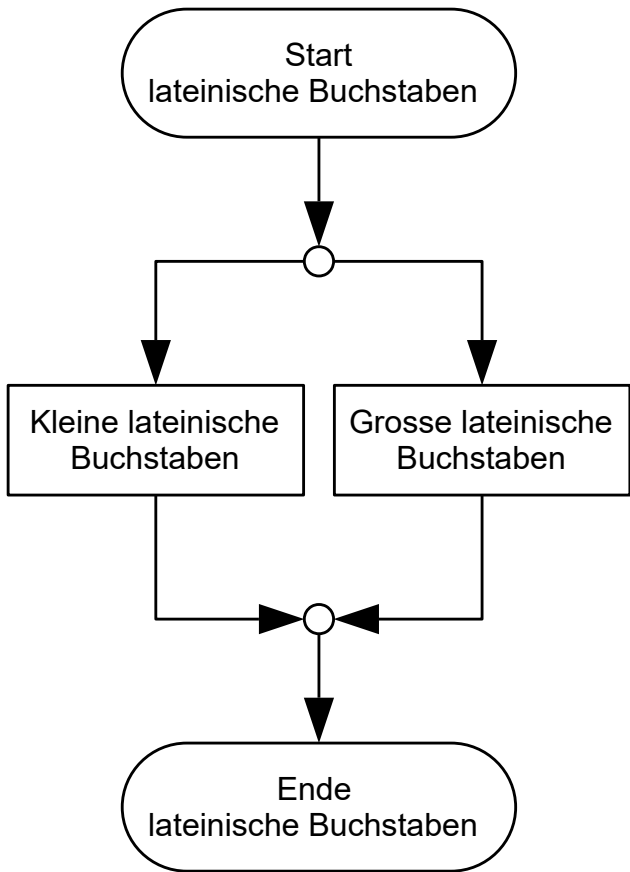 Start
lateinische Buchstaben
Kleine lateinische
Buchstaben
Grosse lateinische
Buchstaben
Ende
lateinische Buchstaben